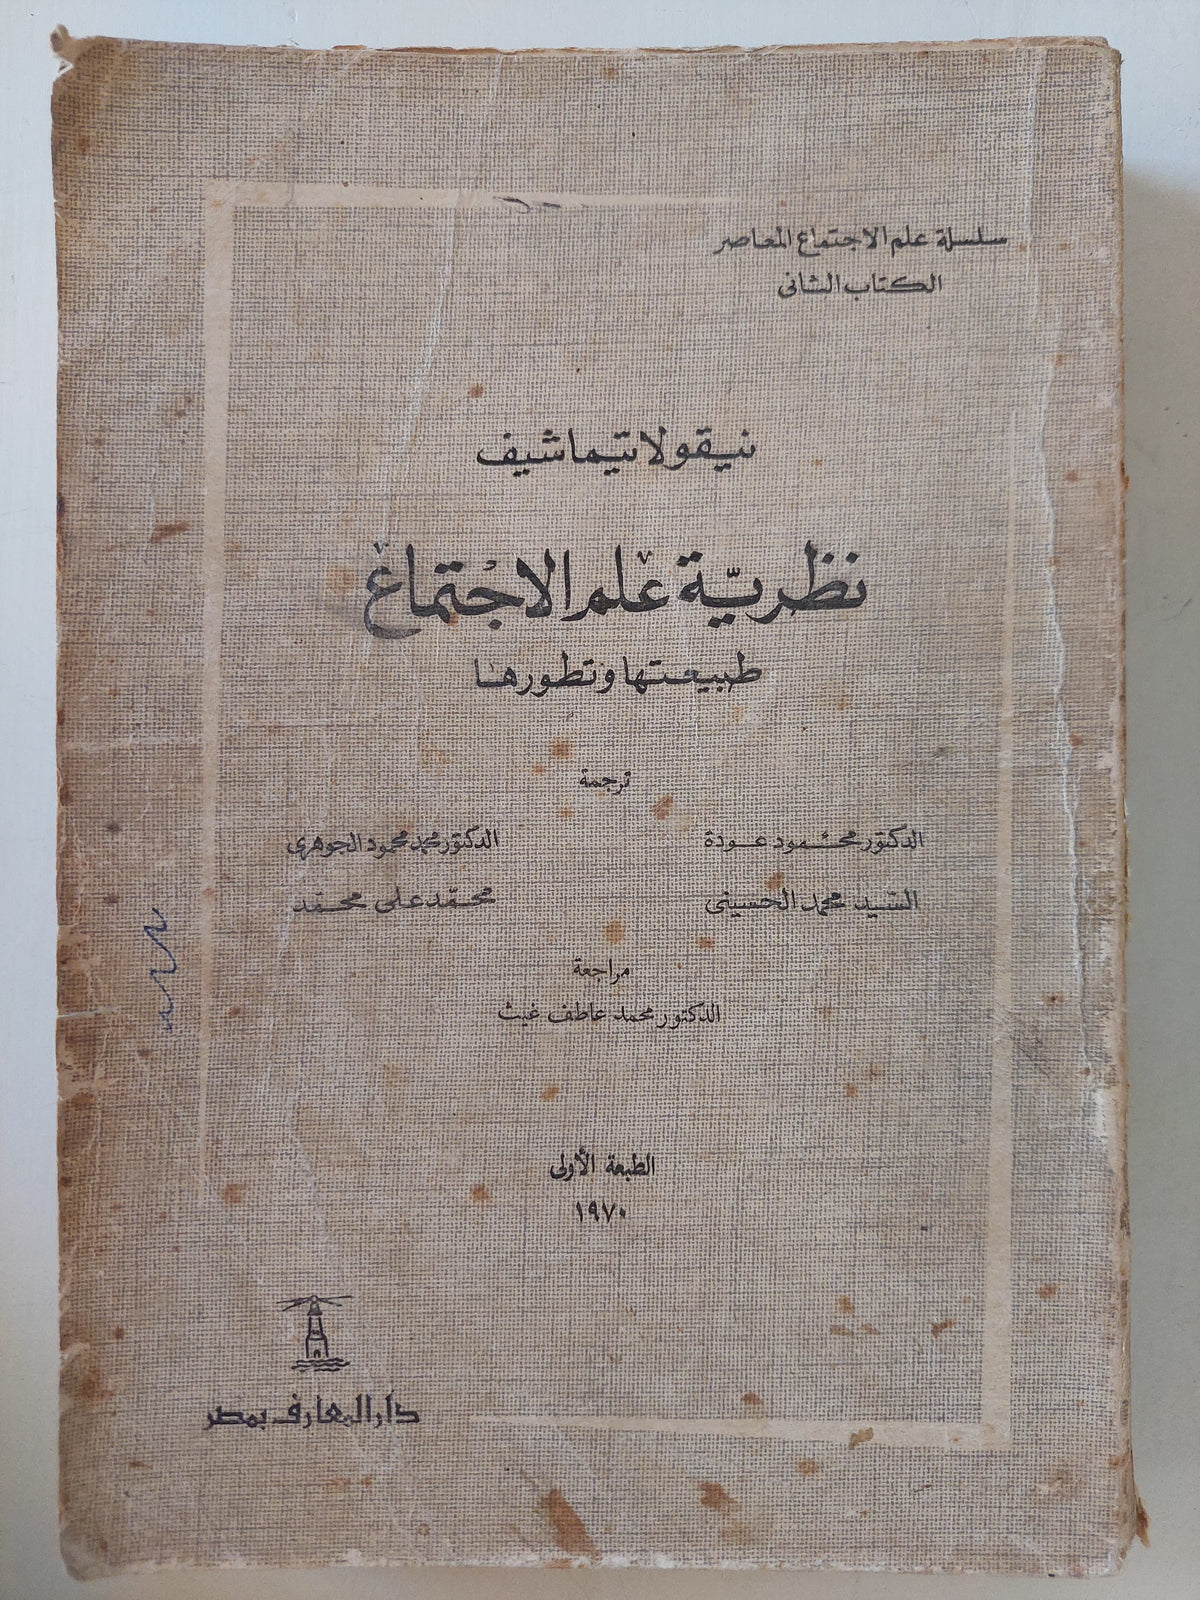 سلسلة علم الاجتماع المعاصر
الكتاب الثانى
نيقولا تيماشيف
نظرية علم الاجتماع
طبيعتها وتطورها
ترجمة
الدكتور محمود عودة الدكتور محمد محمود الجوهرى
السيد محمد الحسينى محمد على محمد
مراجعة
الدكتور محمد عاطف غيث
الطبعة الأولى
١٩٧٠
دار المعارف بمصر